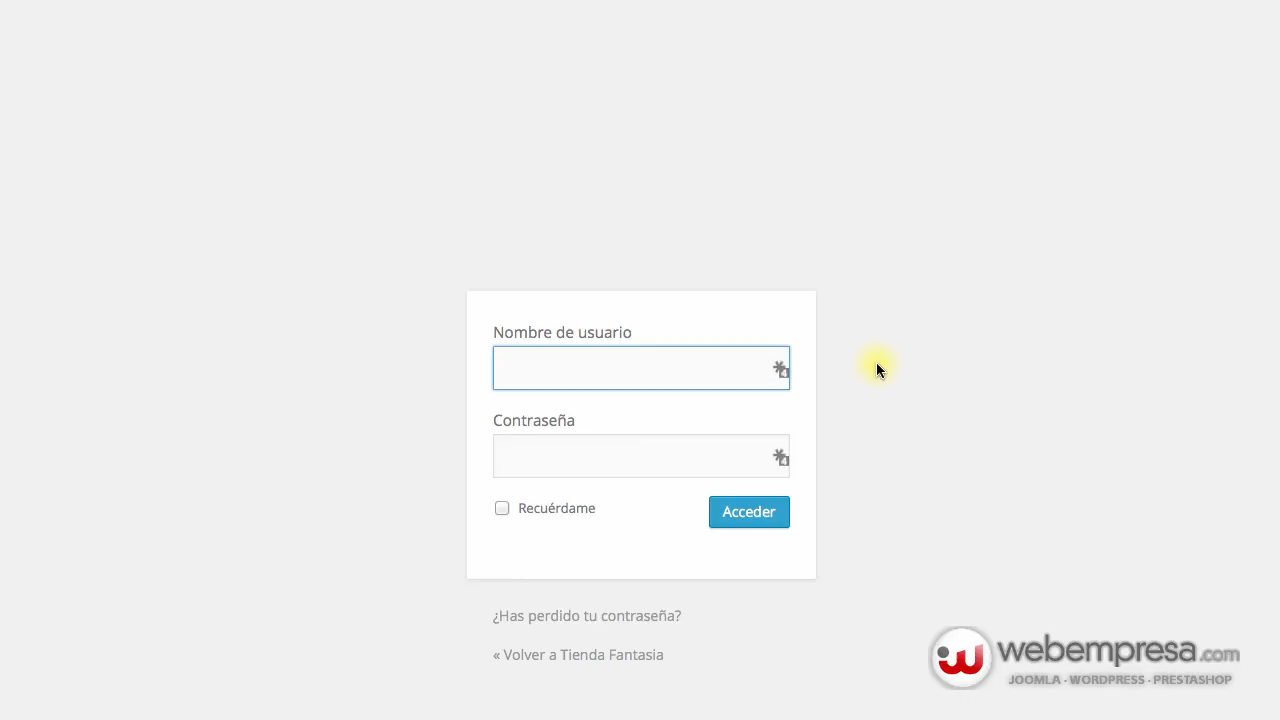 Nombre de usuario
Contraseña
Recuérdame
Acceder
¿Has perdido tu contraseña?
« Volver a Tienda Fantasia
webempresa.com
JOOMLA - WORDPRESS - PRESTASHOP